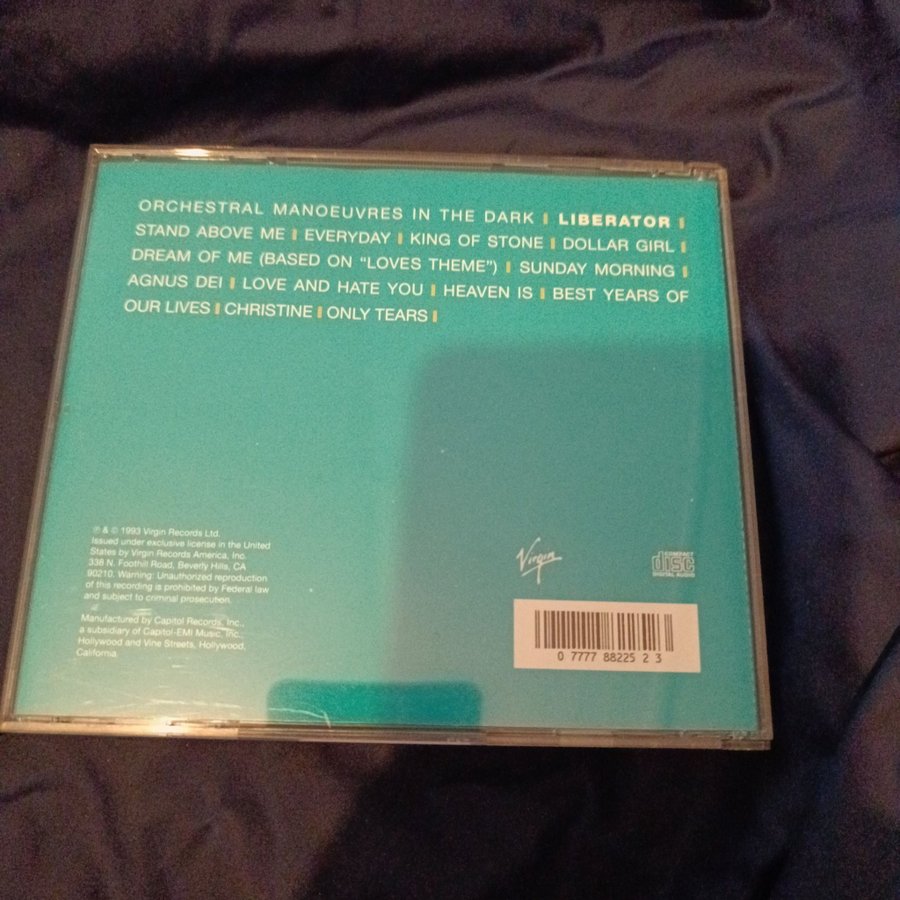 ORCHESTRAL MANOEUVRES IN THE DARK | LIBERATOR |
STAND ABOVE ME | EVERYDAY | KING OF STONE | DOLLAR GIRL |
DREAM OF ME (BASED ON “LOVES THEME”) | SUNDAY MORNING |
AGNUS DEI | LOVE AND HATE YOU | HEAVEN IS | BEST YEARS OF
OUR LIVES | CHRISTINE | ONLY TEARS |
℗ & © 1993 Virgin Records Ltd.
Issued under exclusive license in the United
States by Virgin Records America, Inc.
338 N. Foothill Road, Beverly Hills, CA
90210. Warning: Unauthorized reproduction
of this recording is prohibited by Federal law
and subject to criminal prosecution.
Manufactured by Capitol Records, Inc.,
a subsidiary of Capitol-EMI Music, Inc.,
Hollywood and Vine Streets, Hollywood,
California.
Virgin
COMPACT
disc
DIGITAL AUDIO
0 7777 88225 2 3